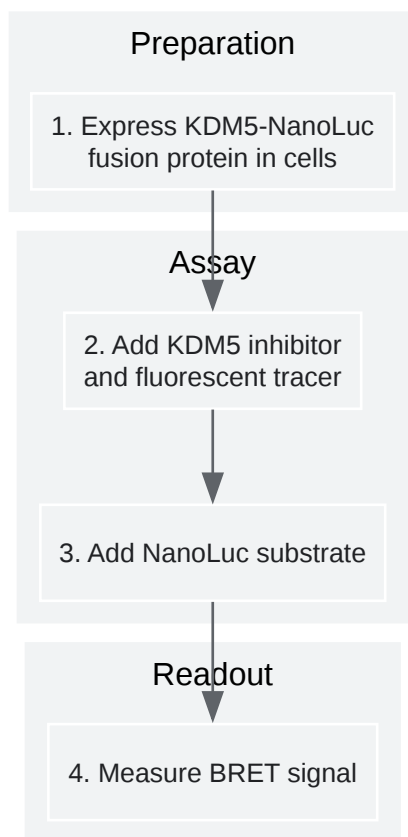 Preparation
1. Express KDM5-NanoLuc
fusion protein in cells
Assay
2. Add KDM5 inhibitor
and fluorescent tracer
3. Add NanoLuc substrate
Readout
4. Measure BRET signal